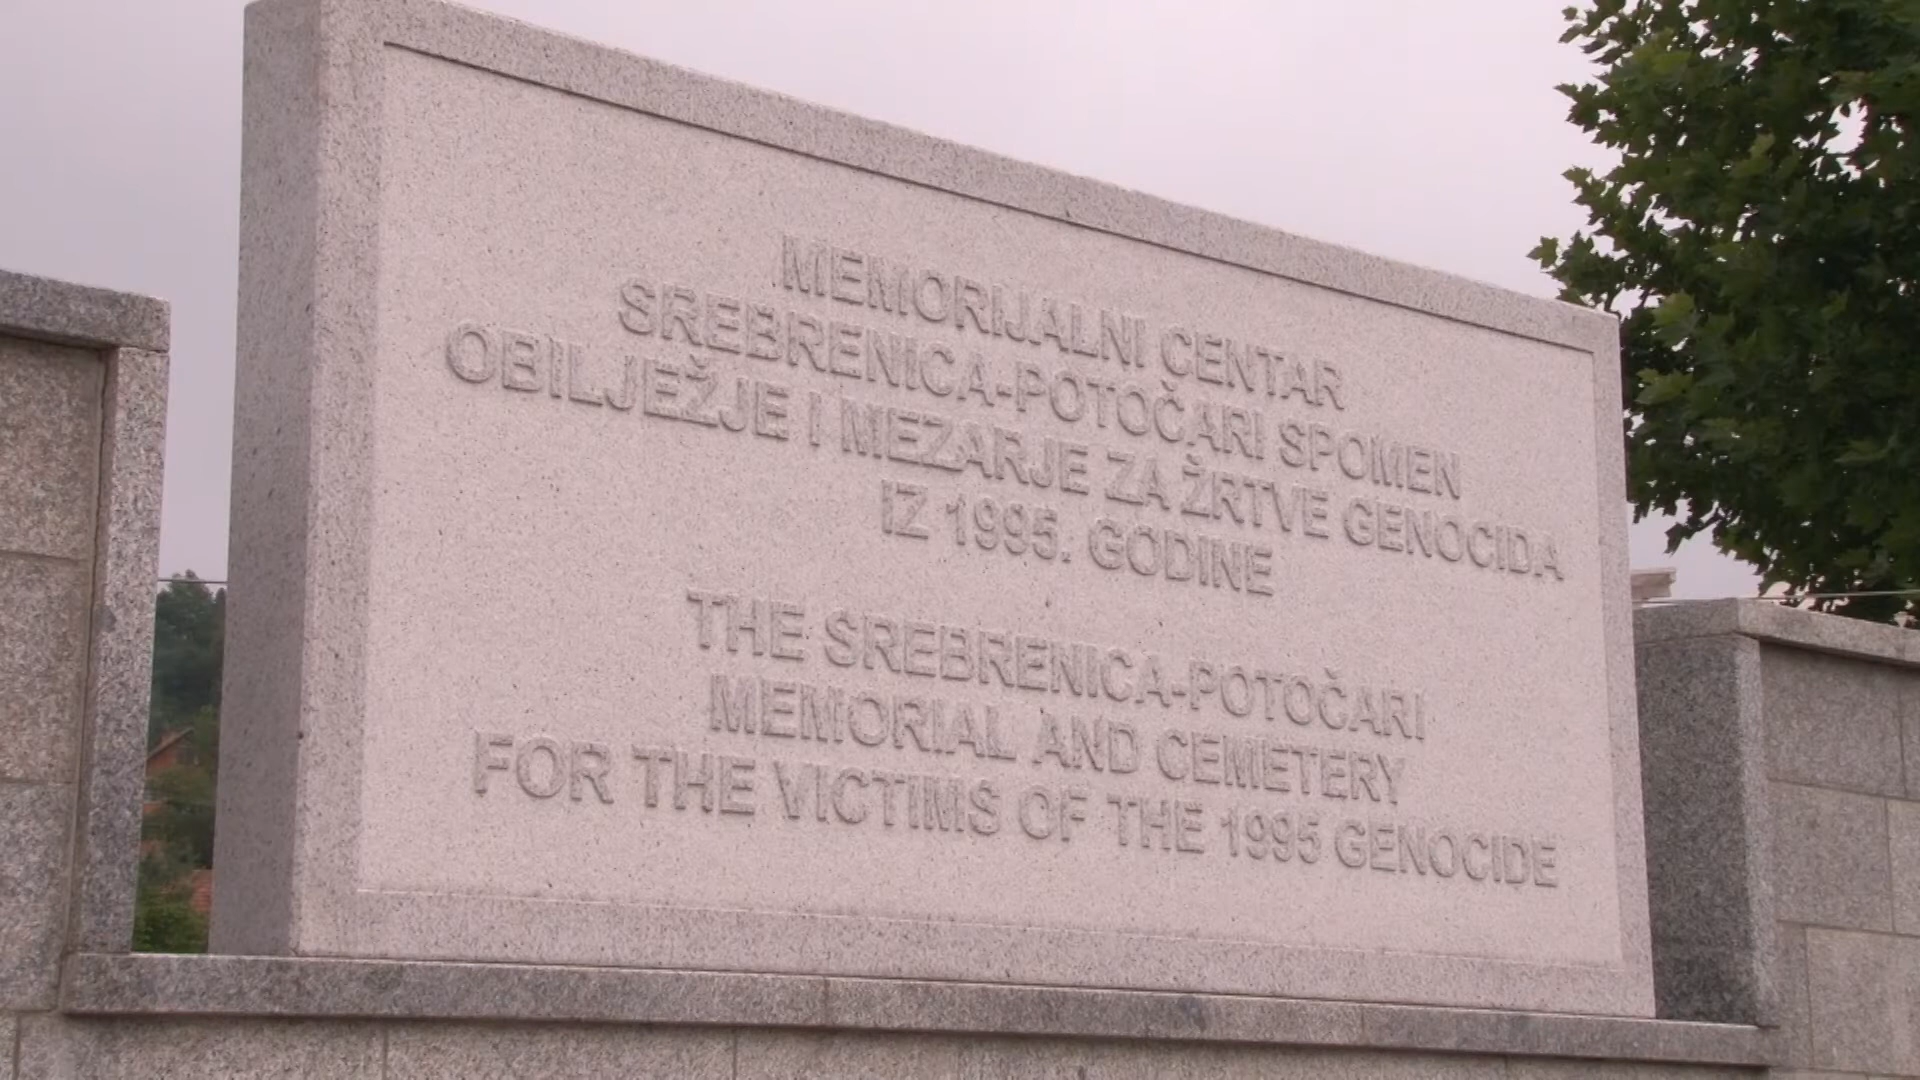 MEMORIJALNI CENTAR
SREBRENICA-POTOČARI SPOMEN
OBILJEŽJE I MEZARJE ZA ŽRTVE GENOCIDA
IZ 1995. GODINE
THE SREBRENICA-POTOČARI
MEMORIAL AND CEMETERY
FOR THE VICTIMS OF THE 1995 GENOCIDE